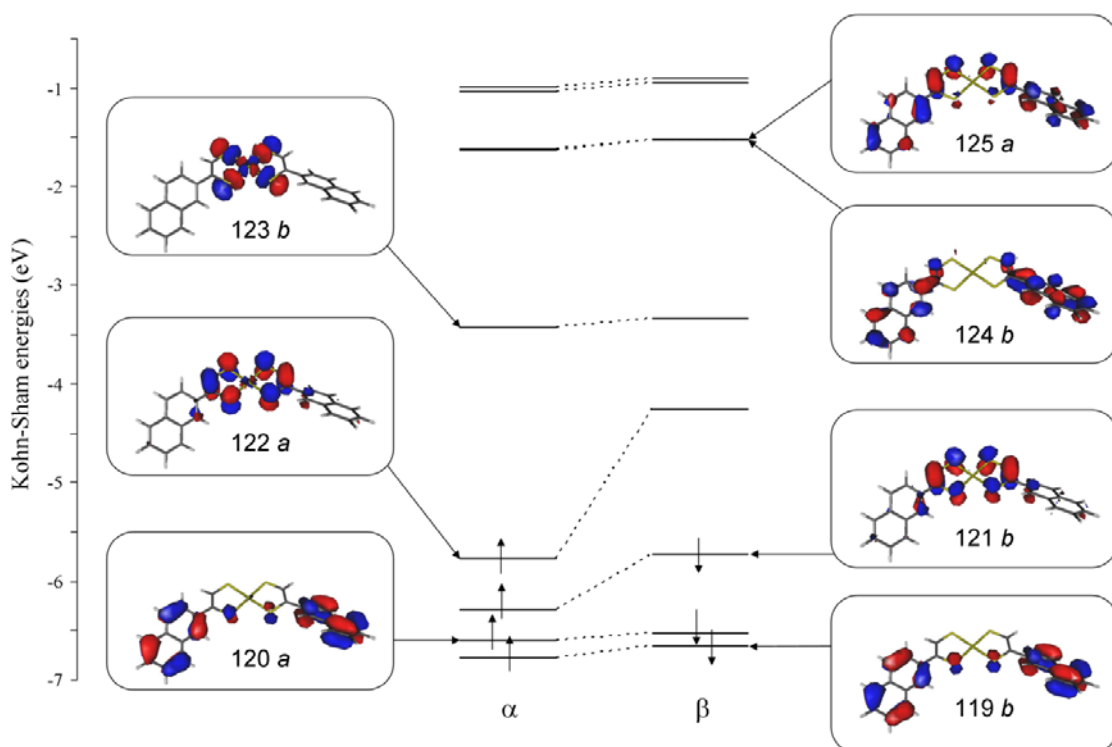 Kohn-Sham energies (eV)
-1
-2
-3
-4
-5
-6
-7
123 b
122 a
120 a
α
β
125 a
124 b
121 b
119 b